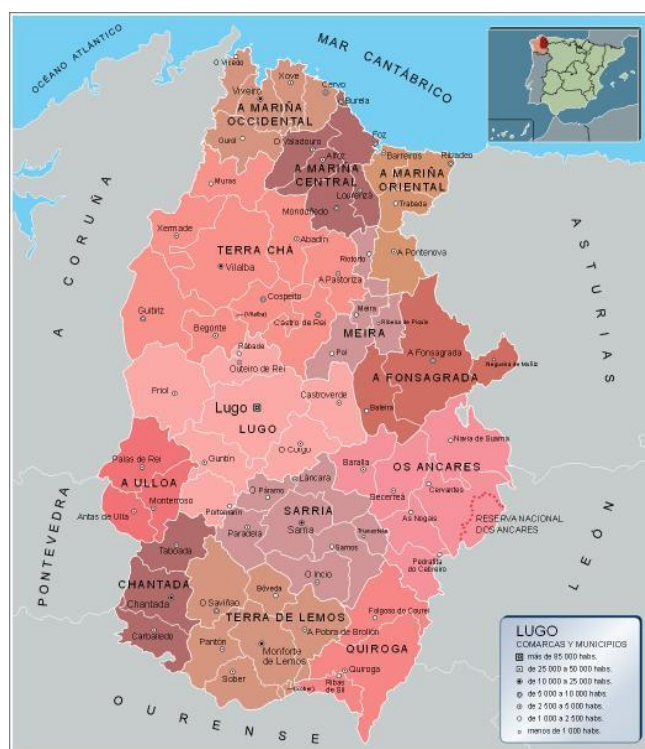 OCÉANO ATLÁNTICO
MAR CANTÁBRICO
O Vicedo
Xove
Viveiro
Cervo
Burela
A MARIÑA
OCCIDENTAL
Ourol
O Valadouro
Foz
Alfoz
Barreiros
Ribadeo
A MARIÑA
CENTRAL
A MARIÑA
ORIENTAL
Muras
Lourenzá
Trabada
Mondoñedo
A CORUÑA
ASTURIAS
Xermade
Abadín
TERRA CHÁ
A Pontenova
Riotorto
Vilalba
A Pastoriza
Cospeito
Guitiriz
(Vilalba)
Castro de Rei
Meira
Ribeira de Piquín
Begonte
MEIRA
Rábade
Pol
A Fonsagrada
Outeiro de Rei
Negueira de Muñiz
A FONSAGRADA
Friol
Castroverde
Lugo
Baleira
LUGO
Navia de Suarna
O Corgo
Palas de Rei
Guntín
Baralla
OS ANCARES
A ULLOA
Láncara
Cervantes
O Páramo
Becerreá
Monterroso
Portomarín
SARRIA
Antas de Ulla
As Nogais
RESERVA NACIONAL
DOS ANCARES
Paradela
Sarria
Triacastela
PONTEVEDRA
LEÓN
Taboada
Samos
Pedrafita
do Cebreiro
CHANTADA
O Incio
Bóveda
Chantada
O Saviñao
Folgoso do Courel
TERRA DE LEMOS
Carballedo
A Pobra de Brollón
Pantón
Monforte
de Lemos
QUIROGA
Quiroga
Sober
Ribas
de Sil
OURENSE
LUGO
COMARCAS Y MUNICIPIOS
más de 85 000 habs.
de 25 000 a 50 000 habs.
de 10 000 a 25 000 habs.
de 5 000 a 10 000 habs.
de 2 500 a 5 000 habs.
de 1 000 a 2 500 habs.
menos de 1 000 habs.